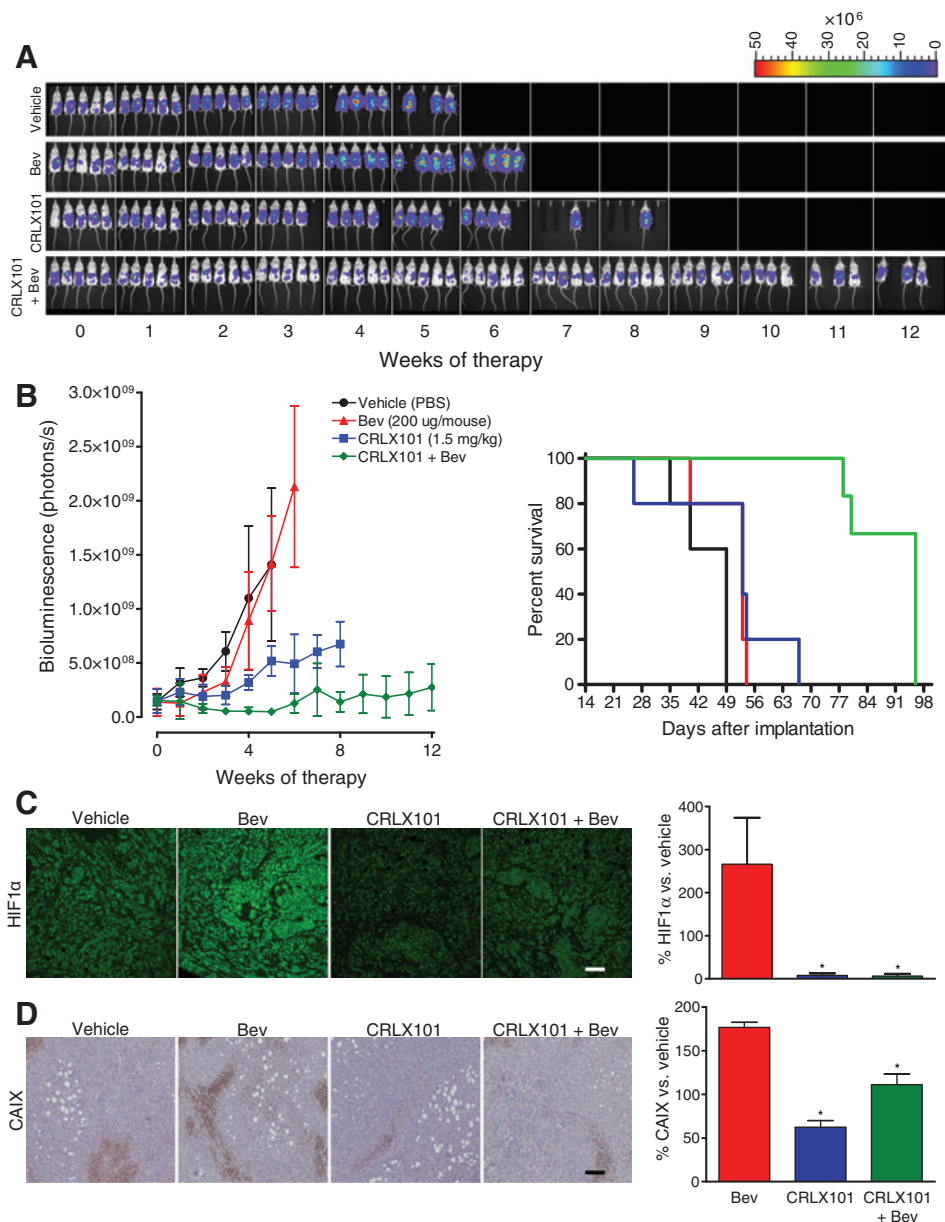 A
×10⁶
50 40 30 20 10 0
Vehicle
Bev
CRLX101
CRLX101
+ Bev
0 1 2 3 4 5 6 7 8 9 10 11 12
Weeks of therapy
B
3.0×10⁰⁹
2.5×10⁰⁹
2.0×10⁰⁹
1.5×10⁰⁹
1.0×10⁰⁹
5.0×10⁰⁸
0.0
Bioluminescence (photons/s)
Vehicle (PBS)
Bev (200 ug/mouse)
CRLX101 (1.5 mg/kg)
CRLX101 + Bev
0 4 8 12
Weeks of therapy
Percent survival
100
80
60
40
20
0
14 21 28 35 42 49 56 63 70 77 84 91 98
Days after implantation
C
Vehicle Bev CRLX101 CRLX101 + Bev
HIF1α
% HIF1α vs. vehicle
400
300
200
100
0
* *
D
Vehicle Bev CRLX101 CRLX101 + Bev
CAIX
% CAIX vs. vehicle
200
150
100
50
0
* *
Bev CRLX101 CRLX101
+ Bev